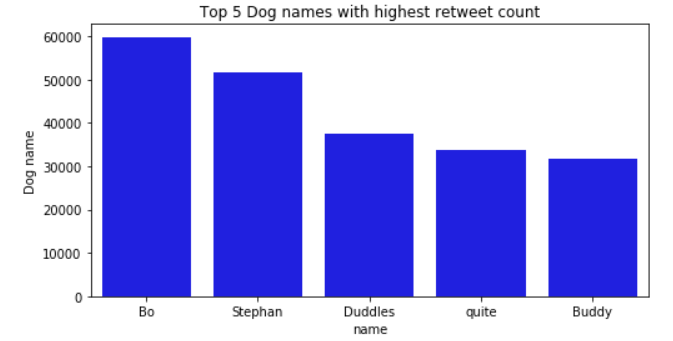 Top 5 Dog names with highest retweet count
Dog name
60000
50000
40000
30000
20000
10000
0
Bo Stephan Duddles quite Buddy
name